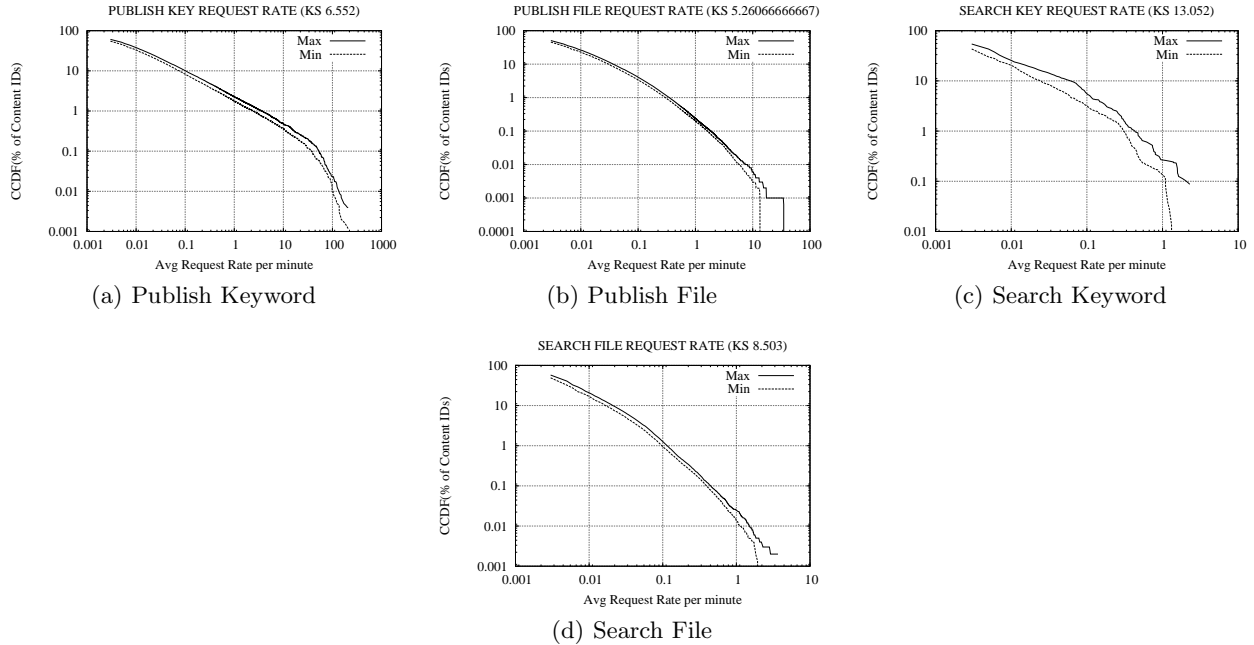 PUBLISH KEY REQUEST RATE (KS 6.552)
CCDF(% of Content IDs)
100
10
1
0.1
0.01
0.001
Max
Min
0.001 0.01 0.1 1 10 100 1000
Avg Request Rate per minute
(a) Publish Keyword
PUBLISH FILE REQUEST RATE (KS 5.26066666667)
CCDF(% of Content IDs)
100
10
1
0.1
0.01
0.001
0.0001
Max
Min
0.001 0.01 0.1 1 10 100
Avg Request Rate per minute
(b) Publish File
SEARCH KEY REQUEST RATE (KS 13.052)
CCDF(% of Content IDs)
100
10
1
0.1
0.01
Max
Min
0.001 0.01 0.1 1 10
Avg Request Rate per minute
(c) Search Keyword
SEARCH FILE REQUEST RATE (KS 8.503)
CCDF(% of Content IDs)
100
10
1
0.1
0.01
0.001
Max
Min
0.001 0.01 0.1 1 10
Avg Request Rate per minute
(d) Search File